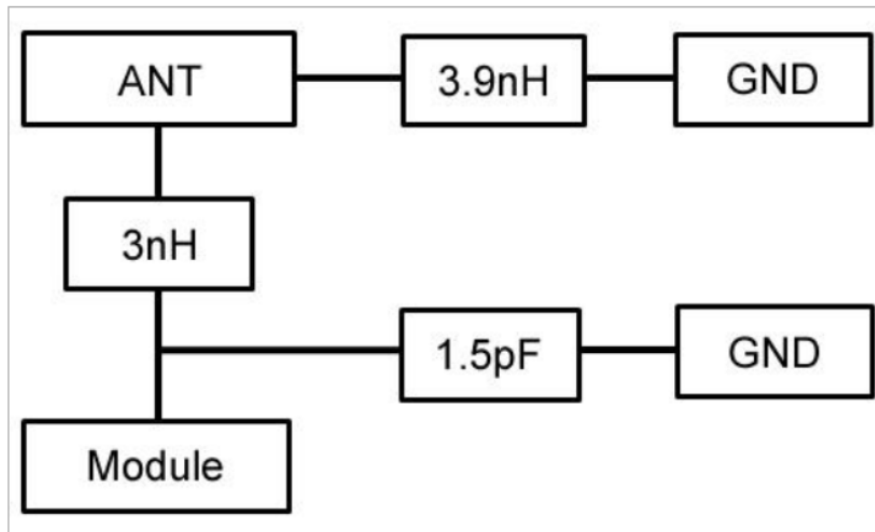 ANT
3.9nH
GND
3nH
1.5pF
GND
Module